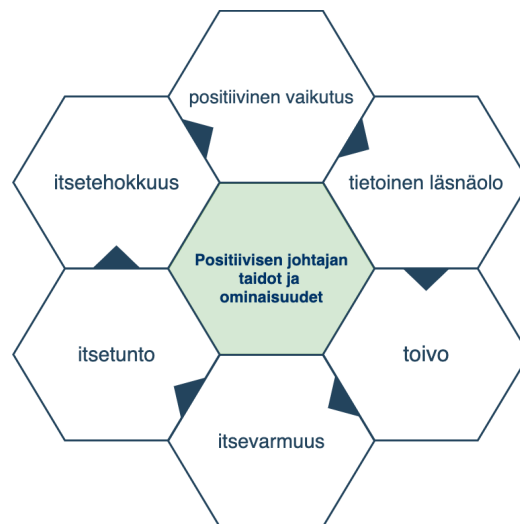 positiivinen vaikutus
itsetehokkuus
tietoinen läsnäolo
Positiivisen johtajan
taidot ja
ominaisuudet
itsetunto
toivo
itsevarmuus